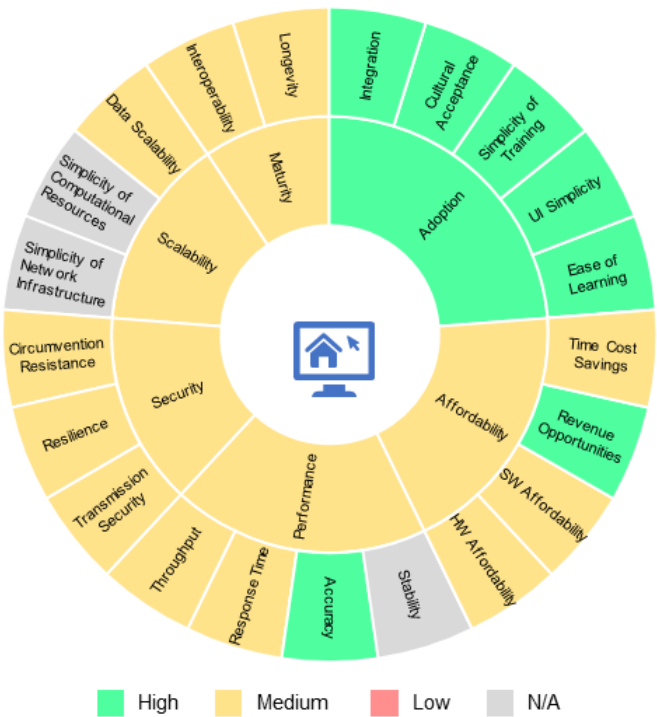 Longevity
Integration
Cultural
Acceptance
Simplicity of
Training
UI Simplicity
Ease of
Learning
Time Cost
Savings
Revenue
Opportunities
SW Affordability
HW Affordability
Stability
Accuracy
Response Time
Throughput
Transmission
Security
Resilience
Circumvention
Resistance
Simplicity of
Network
Infrastructure
Simplicity of
Computational
Resources
Data Scalability
Interoperability
Maturity
Adoption
Affordability
Performance
Security
Scalability
High
Medium
Low
N/A